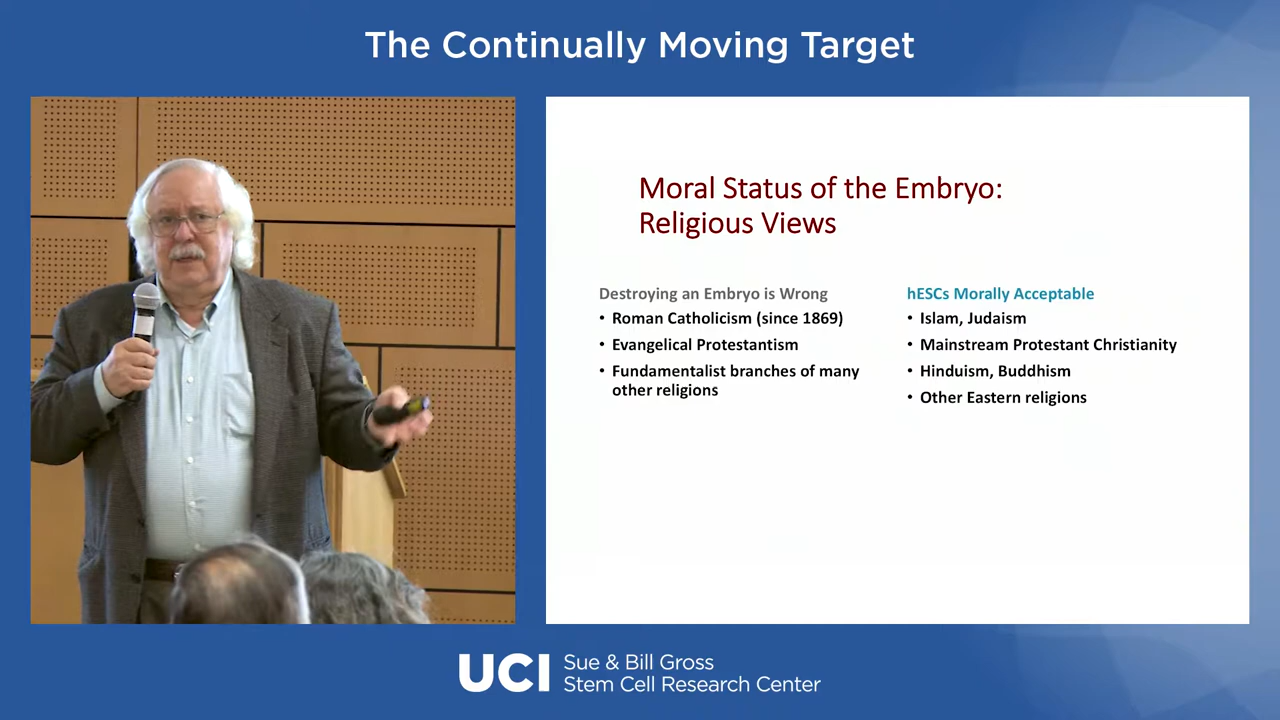 The Continually Moving Target
Moral Status of the Embryo:
Religious Views
Destroying an Embryo is Wrong
• Roman Catholicism (since 1869)
• Evangelical Protestantism
• Fundamentalist branches of many
other religions
hESCs Morally Acceptable
• Islam, Judaism
• Mainstream Protestant Christianity
• Hinduism, Buddhism
• Other Eastern religions
UCI
Sue & Bill Gross
Stem Cell Research Center